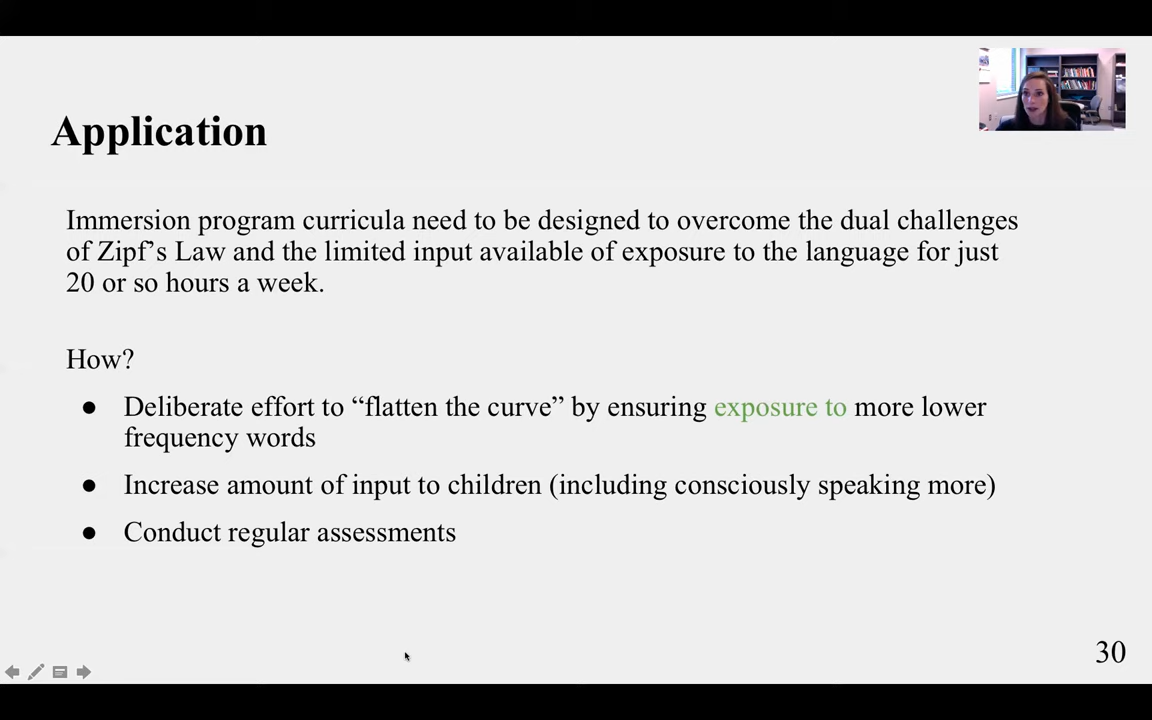 Application
Immersion program curricula need to be designed to overcome the dual challenges
of Zipf’s Law and the limited input available of exposure to the language for just
20 or so hours a week.
How?
● Deliberate effort to “flatten the curve” by ensuring exposure to more lower
frequency words
● Increase amount of input to children (including consciously speaking more)
● Conduct regular assessments
30